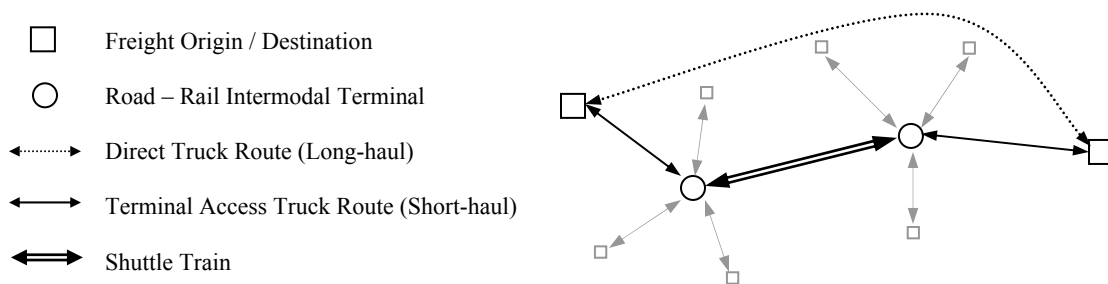 Freight Origin / Destination
Road – Rail Intermodal Terminal
Direct Truck Route (Long-haul)
Terminal Access Truck Route (Short-haul)
Shuttle Train